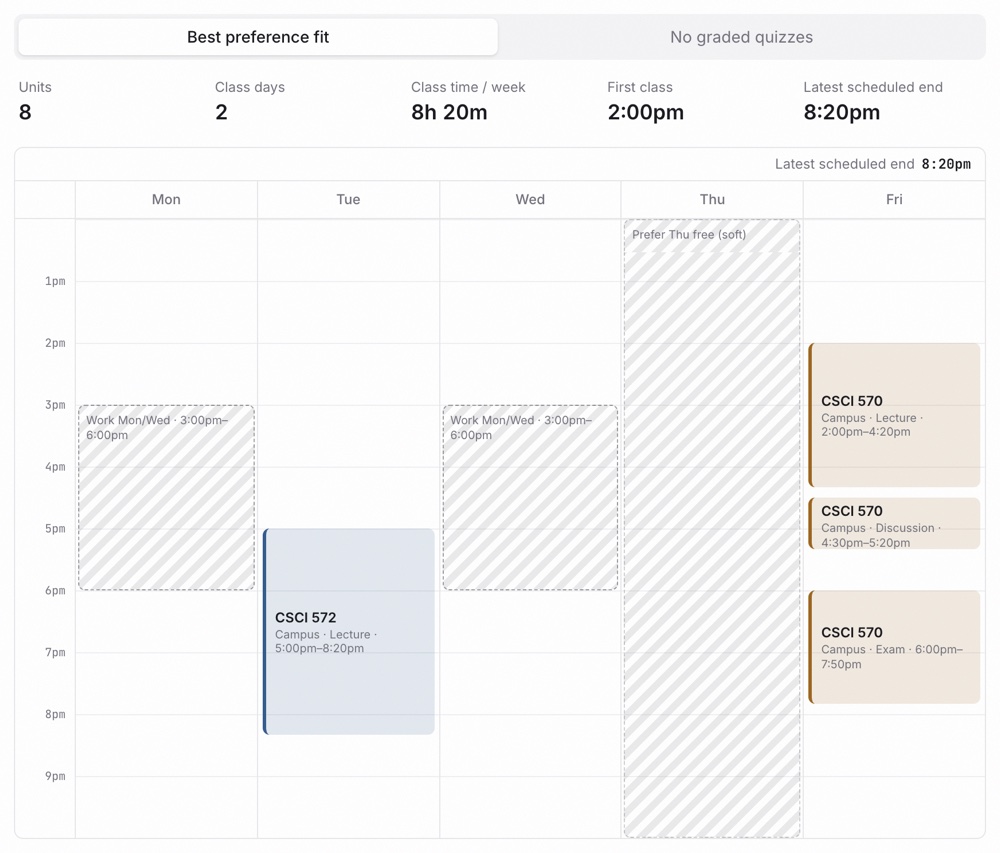 Best preference fit
No graded quizzes
Units
8
Class days
2
Class time / week
8h 20m
First class
2:00pm
Latest scheduled end
8:20pm
Latest scheduled end 8:20pm
Mon
Tue
Wed
Thu
Fri
Prefer Thu free (soft)
1pm
2pm
3pm
4pm
5pm
6pm
7pm
8pm
9pm
Work Mon/Wed · 3:00pm–
6:00pm
CSCI 572
Campus · Lecture ·
5:00pm–8:20pm
Work Mon/Wed · 3:00pm–
6:00pm
CSCI 570
Campus · Lecture ·
2:00pm–4:20pm
CSCI 570
Campus · Discussion ·
4:30pm–5:20pm
CSCI 570
Campus · Exam · 6:00pm–
7:50pm